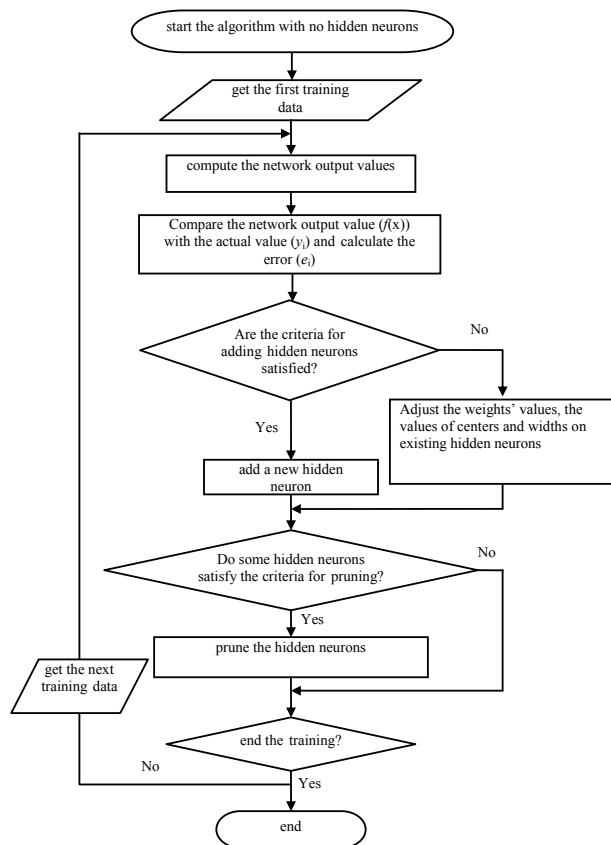 start the algorithm with no hidden neurons
get the first training
data
compute the network output values
Compare the network output value (f(x))
with the actual value (yi) and calculate the
error (ei)
Are the criteria for
adding hidden neurons
satisfied?
No
Yes
Adjust the weights' values, the
values of centers and widths on
existing hidden neurons
add a new hidden
neuron
Do some hidden neurons
satisfy the criteria for pruning?
No
Yes
prune the hidden neurons
get the next
training data
end the training?
No
Yes
end